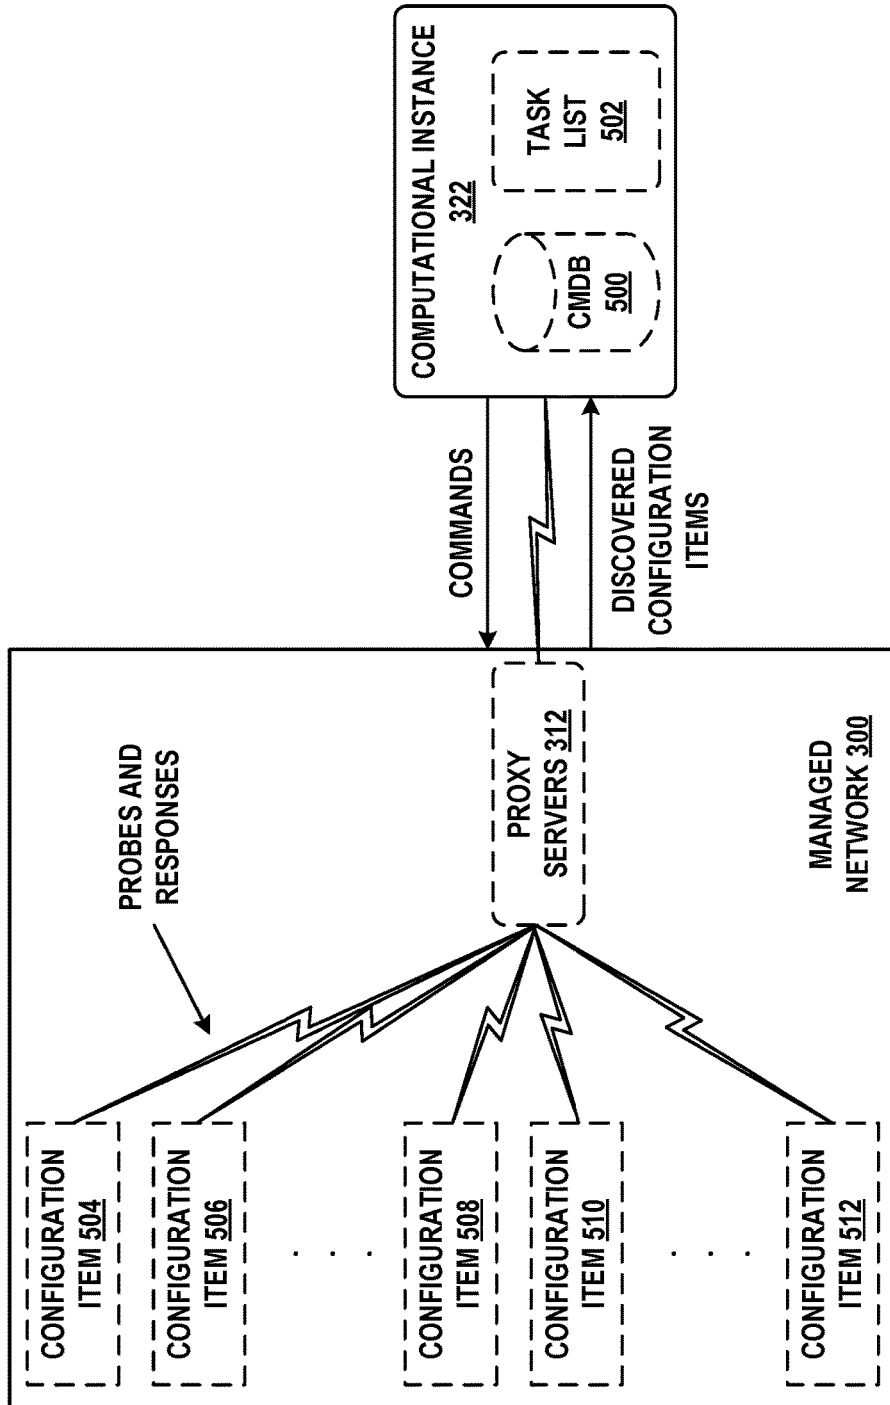 COMPUTATIONAL INSTANCE
322
CMDB
500
TASK
LIST
502
COMMANDS
DISCOVERED
CONFIGURATION
ITEMS
PROBES AND
RESPONSES
PROXY
SERVERS 312
MANAGED
NETWORK 300
CONFIGURATION
ITEM 504
CONFIGURATION
ITEM 506
. . .
CONFIGURATION
ITEM 508
CONFIGURATION
ITEM 510
. . .
CONFIGURATION
ITEM 512